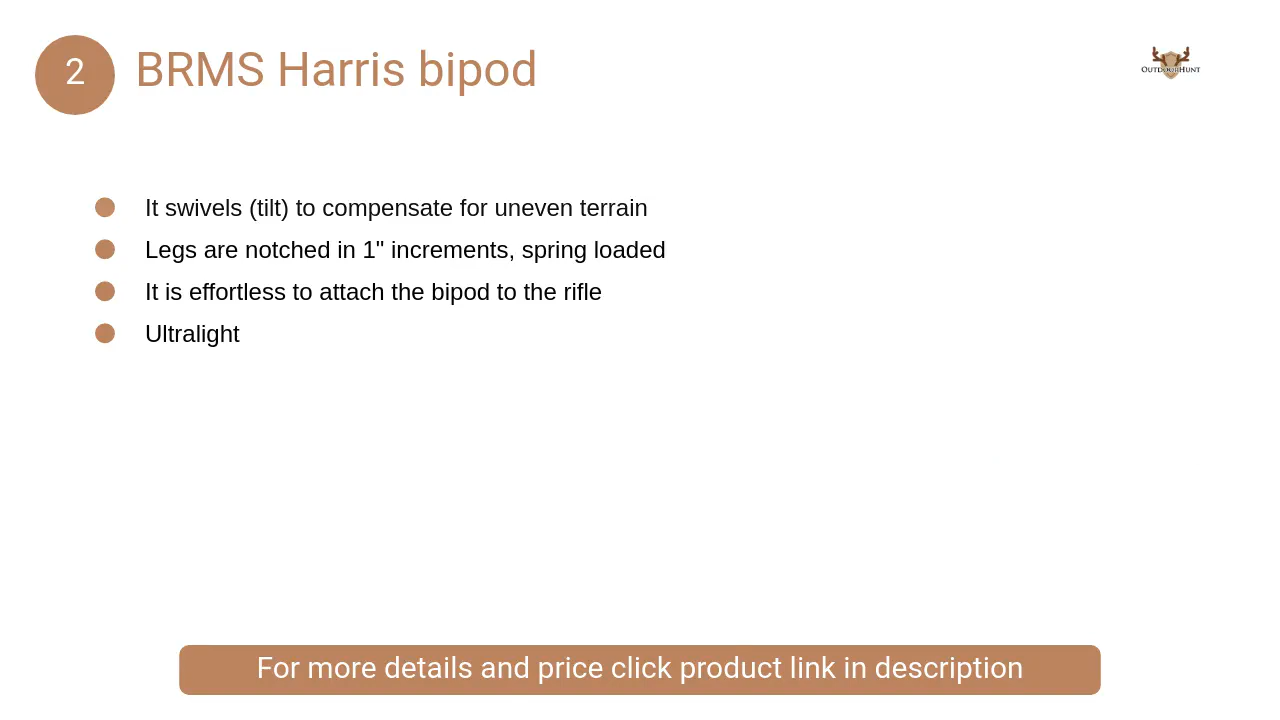 2
BRMS Harris bipod
OUTDOORHUNT
It swivels (tilt) to compensate for uneven terrain
Legs are notched in 1" increments, spring loaded
It is effortless to attach the bipod to the rifle
Ultralight
For more details and price click product link in description